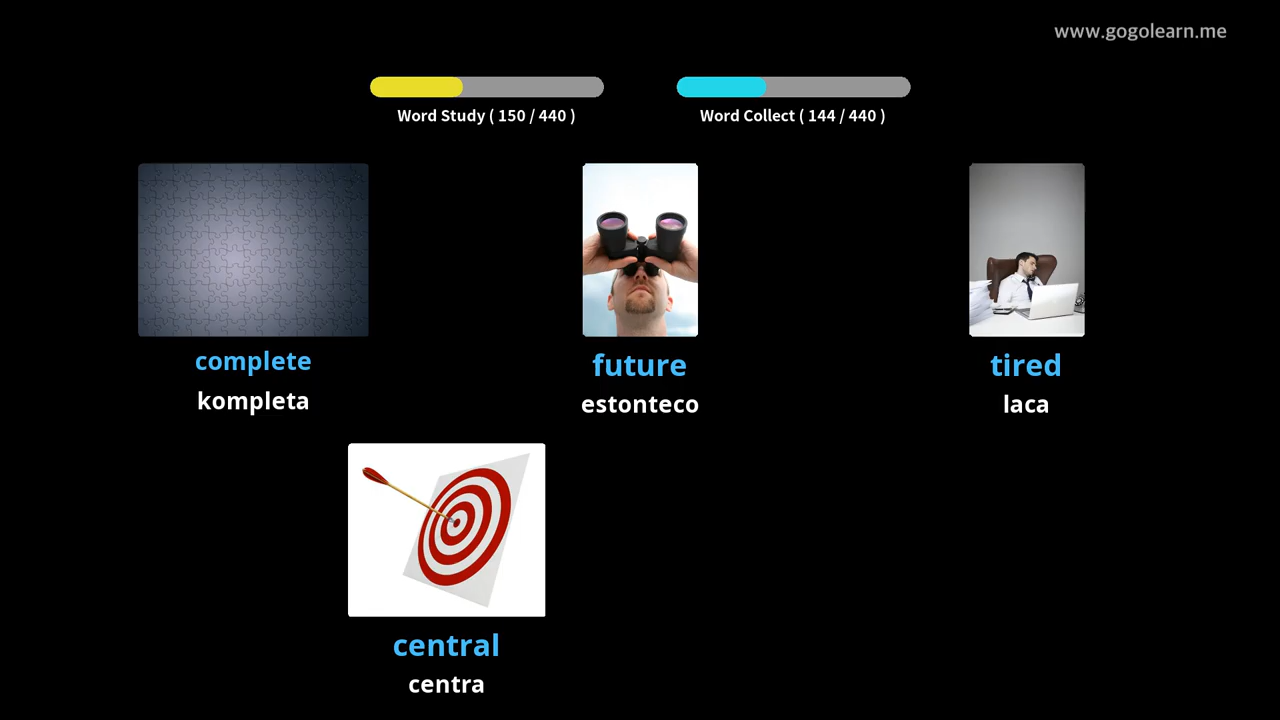 www.gogolearn.me
Word Study ( 150 / 440 )
Word Collect ( 144 / 440 )
complete
kompleta
future
estonteco
tired
laca
central
centra